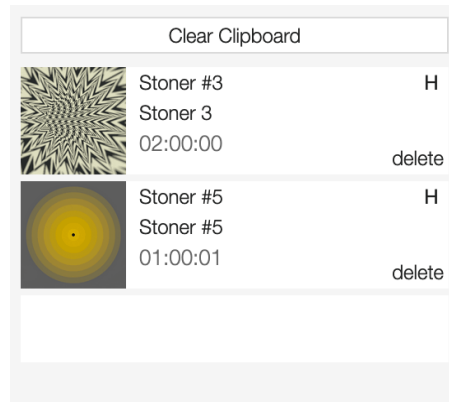 Clear Clipboard
Stoner #3 H
Stoner 3
02:00:00
delete
Stoner #5 H
Stoner #5
01:00:01
delete